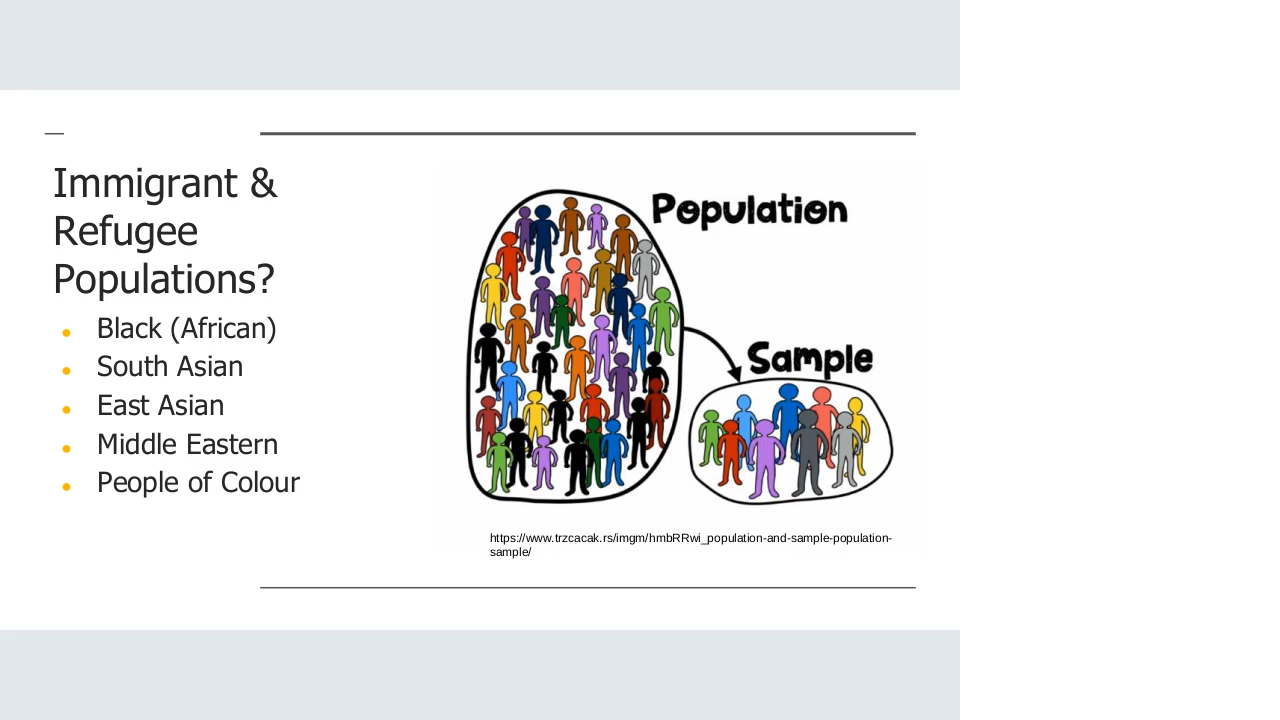 Immigrant &
Refugee
Populations?
● Black (African)
● South Asian
● East Asian
● Middle Eastern
● People of Colour
Population
Sample
https://www.trzcacak.rs/imgm/hmbRRwi_population-and-sample-population-
sample/